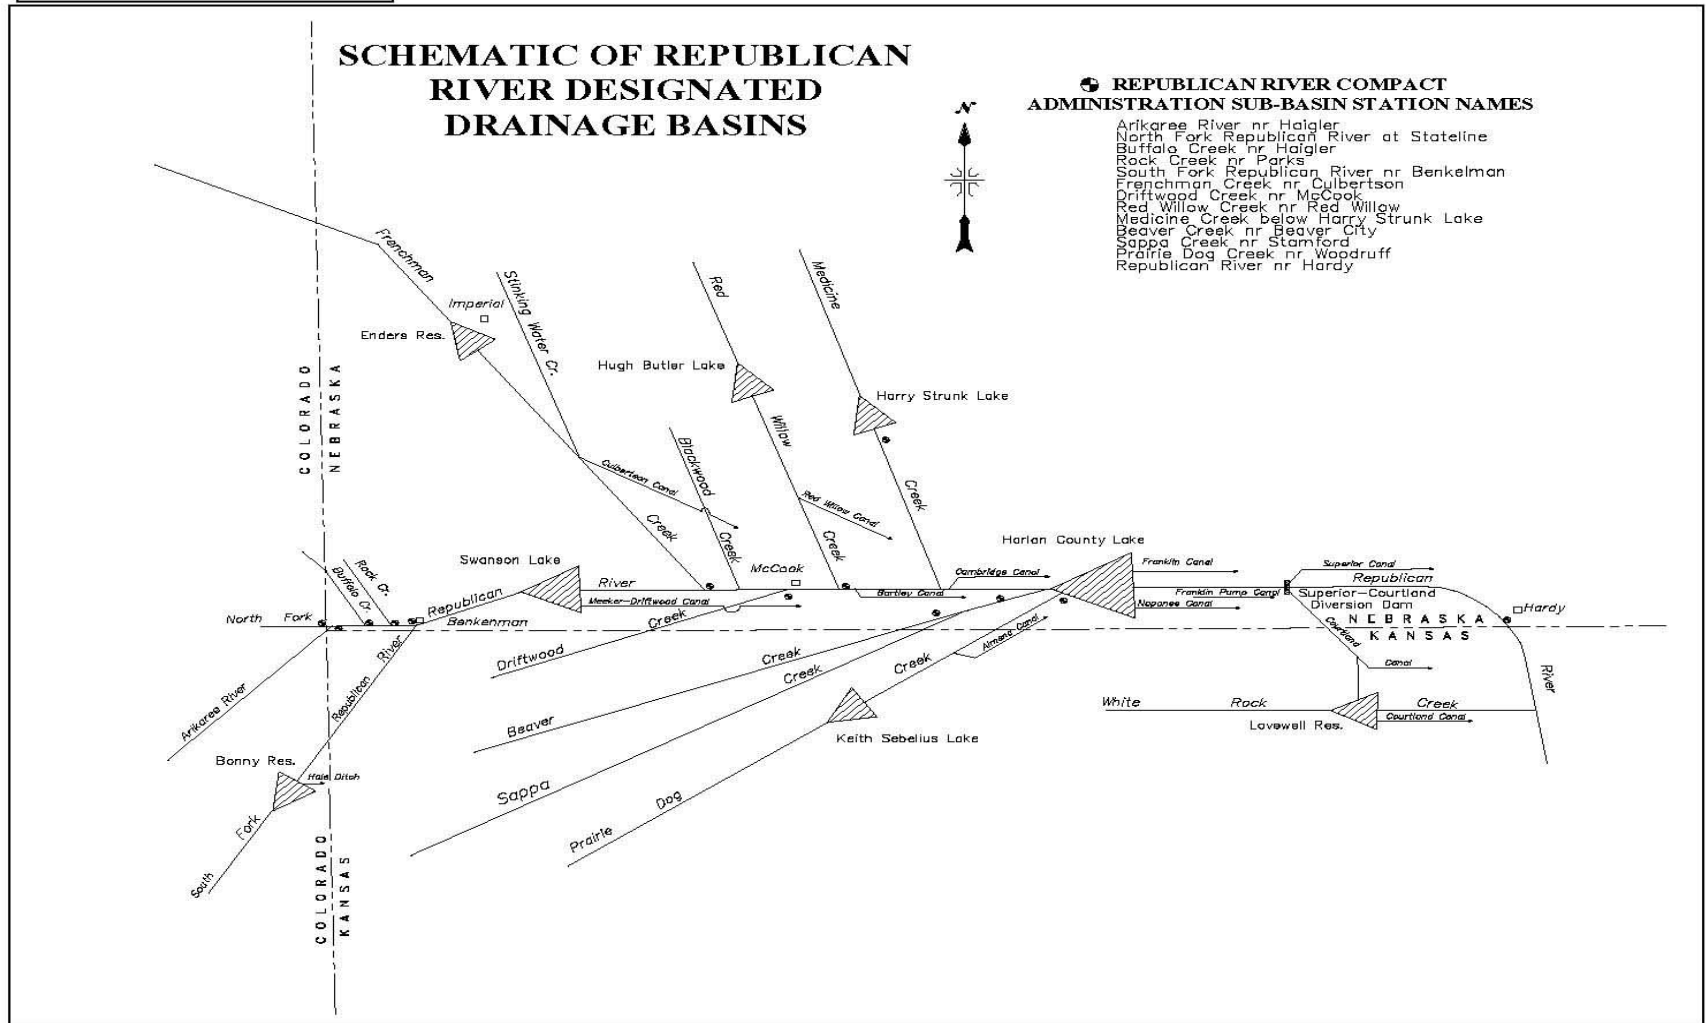 SCHEMATIC OF REPUBLICAN
RIVER DESIGNATED
DRAINAGE BASINS
REPUBLICAN RIVER COMPACT
ADMINISTRATION SUB-BASIN STATION NAMES
N
Arikaree River nr Haigler
North Fork Republican River at Stateline
Buffalo Creek nr Haigler
Rock Creek nr Parks
South Fork Republican River nr Benkelman
Frenchman Creek nr Culbertson
Driftwood Creek nr McCook
Red Willow Creek nr Red Willow
Medicine Creek below Harry Strunk Lake
Beaver Creek nr Beaver City
Sappa Creek nr Stamford
Prairie Dog Creek nr Woodruff
Republican River nr Hardy
Frenchman
Creek
Imperial
Enders Res.
Stinking Water Cr.
Red
Willow
Creek
Medicine
Creek
Hugh Butler Lake
Harry Strunk Lake
COLORADO
NEBRASKA
Blackwood
Creek
Culbertson Canal
Red Willow Canal
Rock Cr.
Buffalo Cr.
Swanson Lake
McCook
Harlan County Lake
North Fork
Republican
River
Meeker-Driftwood Canal
Bartley Canal
Cambridge Canal
Franklin Canal
Naponee Canal
Franklin Pump Canal
Superior Canal
Republican
River
Superior-Courtland
Diversion Dam
Hardy
NEBRASKA
KANSAS
Benkenman
Courtland
Canal
Driftwood
Creek
Beaver
Creek
Sappa
Creek
Prairie
Dog
Creek
Almena Canal
Keith Sebelius Lake
White Rock Creek
Lovewell Res.
Courtland Canal
Arikaree River
South
Fork
Republican
River
Bonny Res.
Hale Ditch
COLORADO
KANSAS